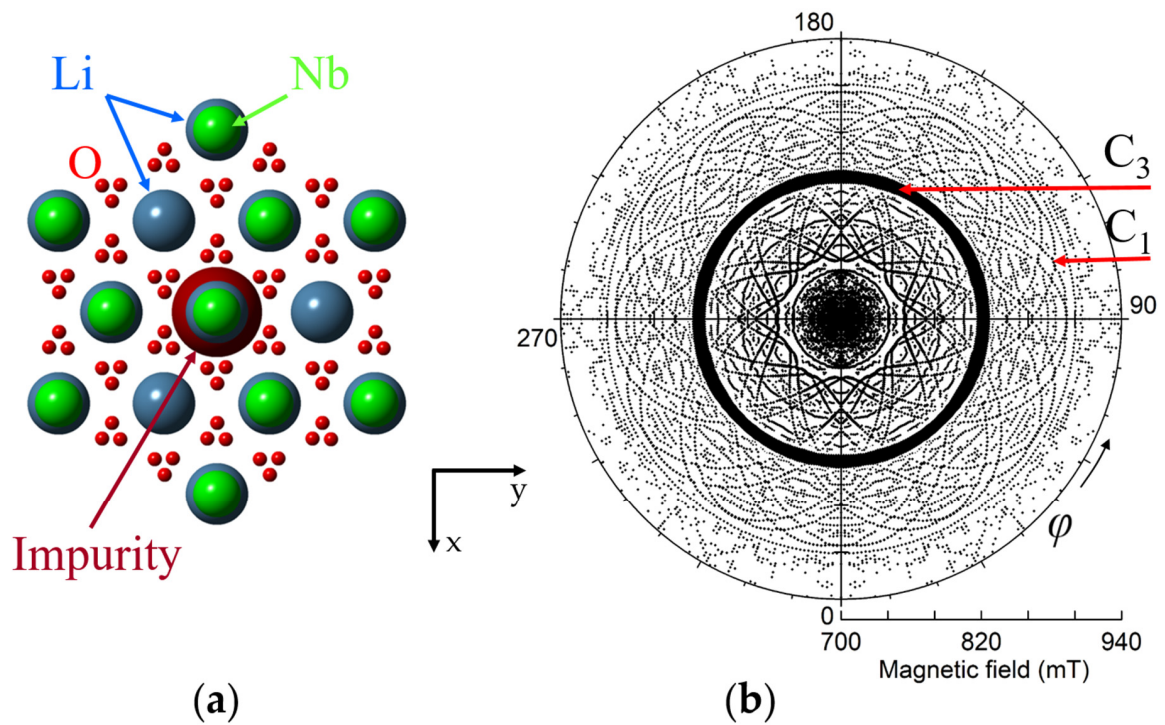 Li
Nb
O
Impurity
y
x
(a)
180
C3
C1
90
270
φ
0
700 820 940
Magnetic field (mT)
(b)